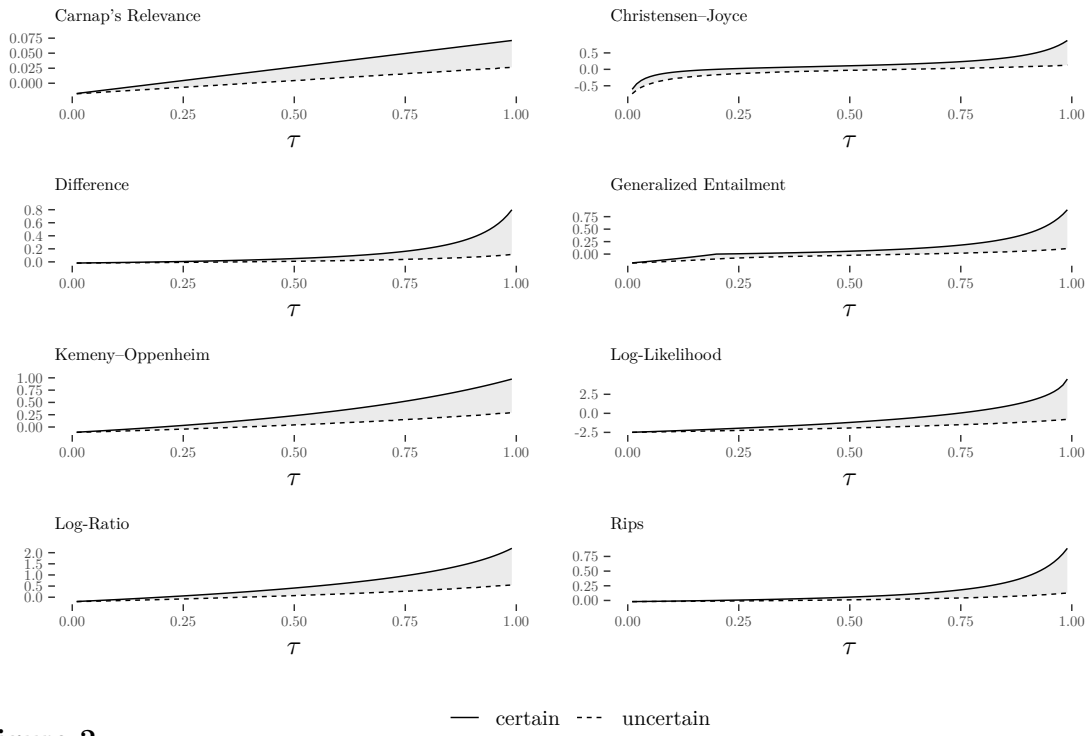 Carnap's Relevance
0.075
0.050
0.025
0.000
0.00 0.25 0.50 0.75 1.00
τ
Christensen–Joyce
0.5
0.0
-0.5
0.00 0.25 0.50 0.75 1.00
τ
Difference
0.8
0.6
0.4
0.2
0.0
0.00 0.25 0.50 0.75 1.00
τ
Generalized Entailment
0.75
0.50
0.25
0.00
0.00 0.25 0.50 0.75 1.00
τ
Kemeny–Oppenheim
1.00
0.75
0.50
0.25
0.00
0.00 0.25 0.50 0.75 1.00
τ
Log-Likelihood
2.5
0.0
-2.5
0.00 0.25 0.50 0.75 1.00
τ
Log-Ratio
2.0
1.5
1.0
0.5
0.0
0.00 0.25 0.50 0.75 1.00
τ
Rips
0.75
0.50
0.25
0.00
0.00 0.25 0.50 0.75 1.00
τ
certain uncertain